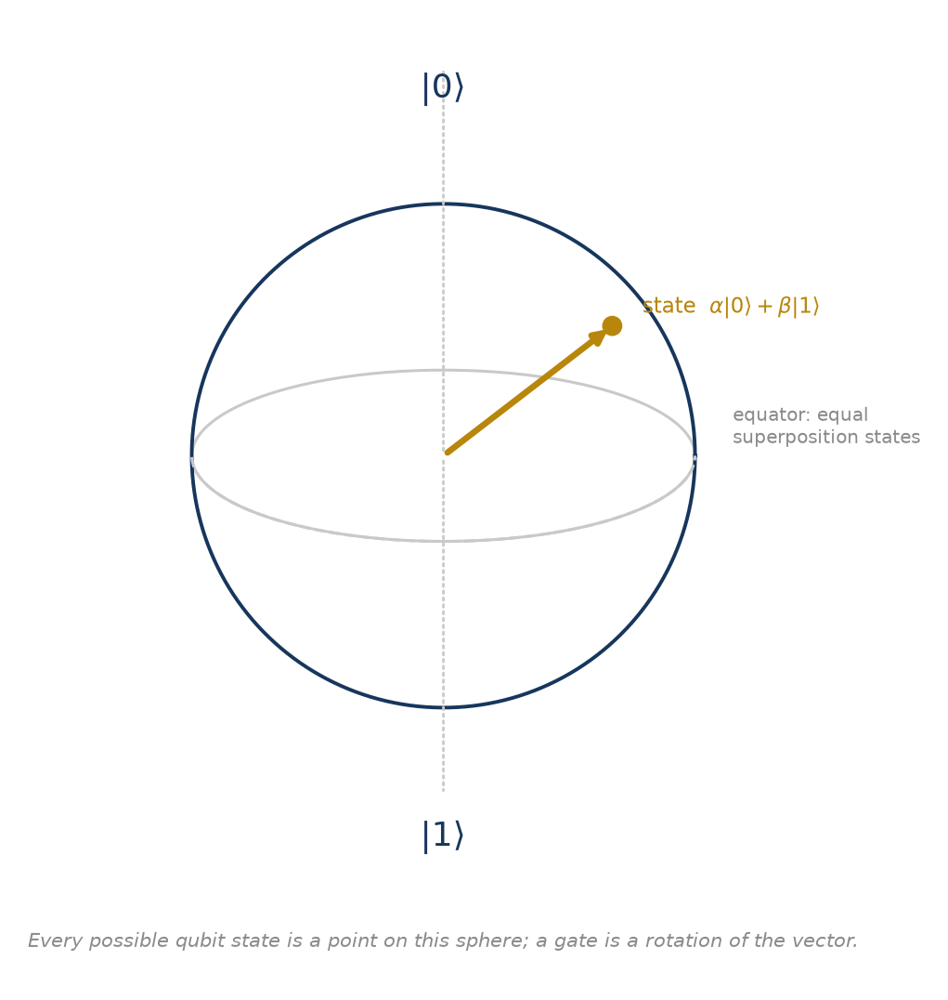 |0⟩
state α|0⟩ + β|1⟩
equator: equal
superposition states
|1⟩
Every possible qubit state is a point on this sphere; a gate is a rotation of the vector.